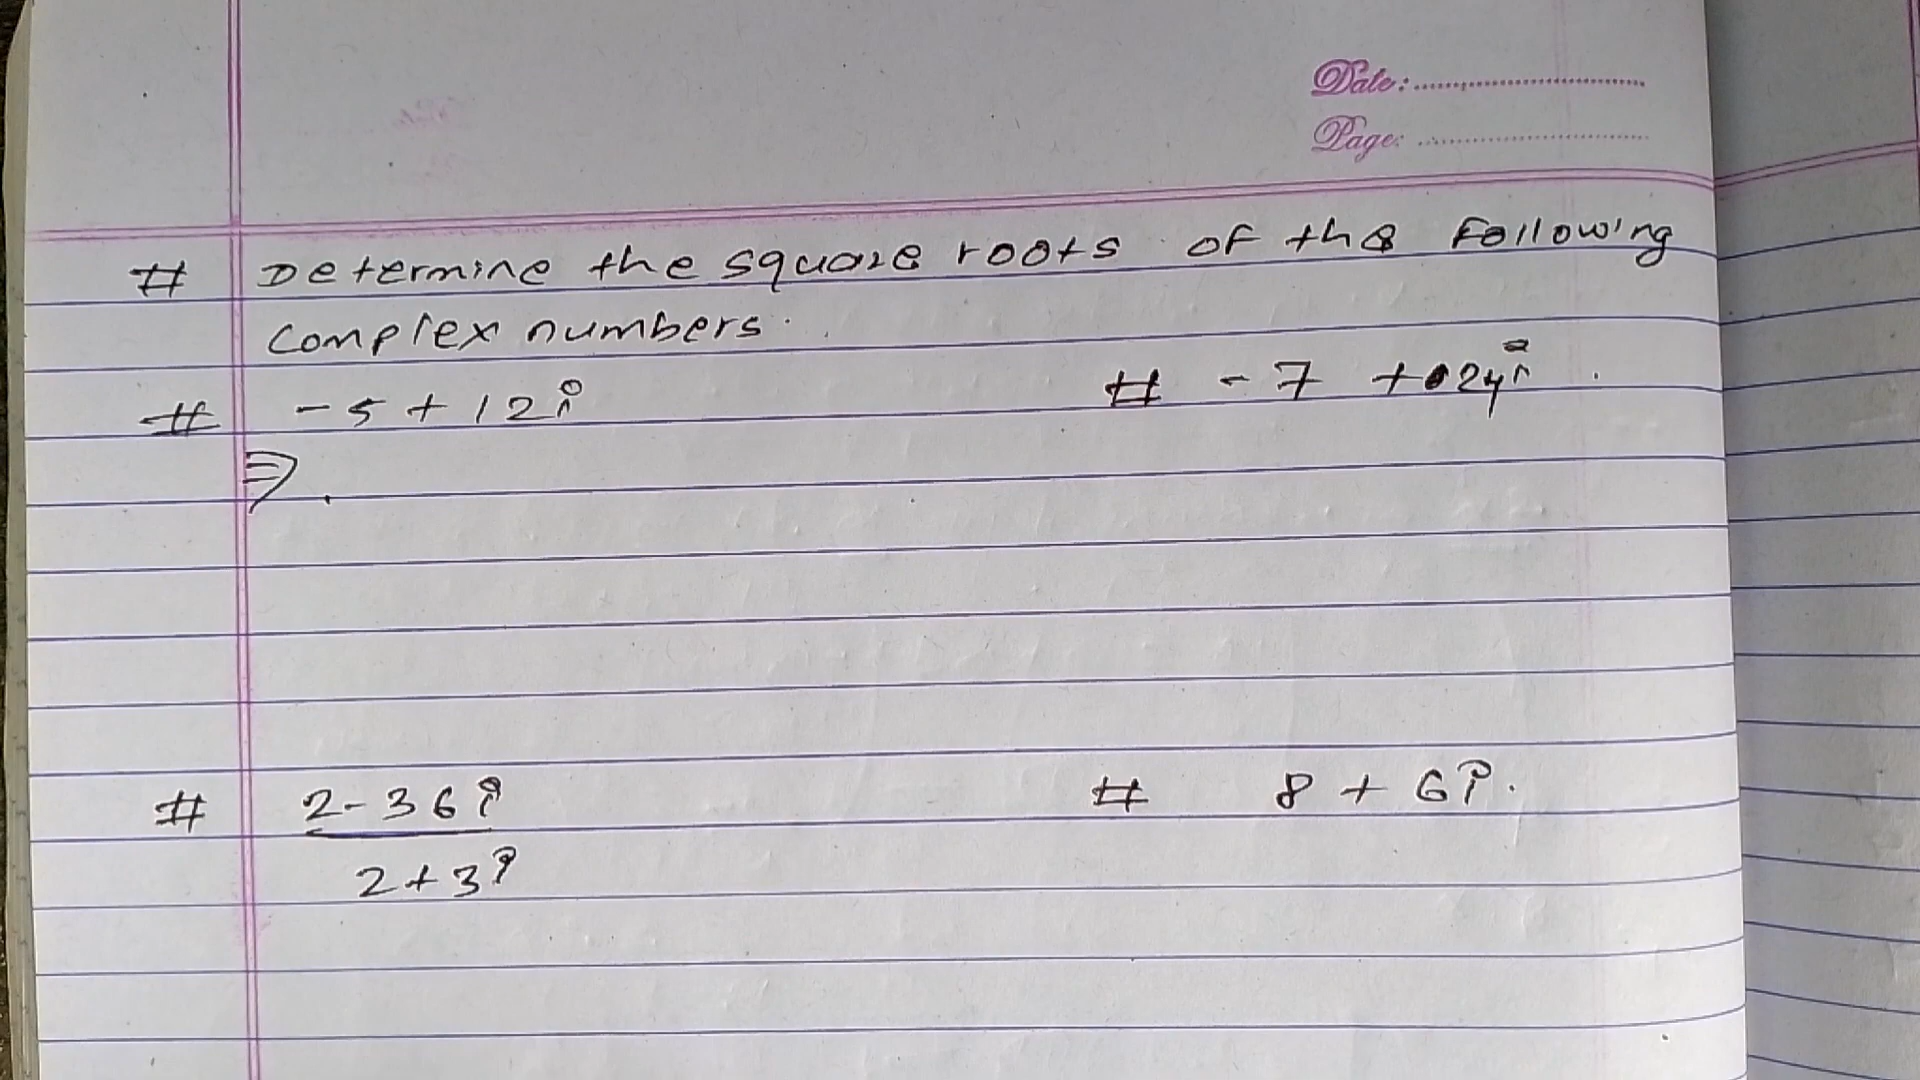 Date:
Page:
# Determine the square roots of the following
complex numbers.
# -5 + 12i # -7 + 24i
⇒
# 2-36i # 8 + 6i.
2+3i